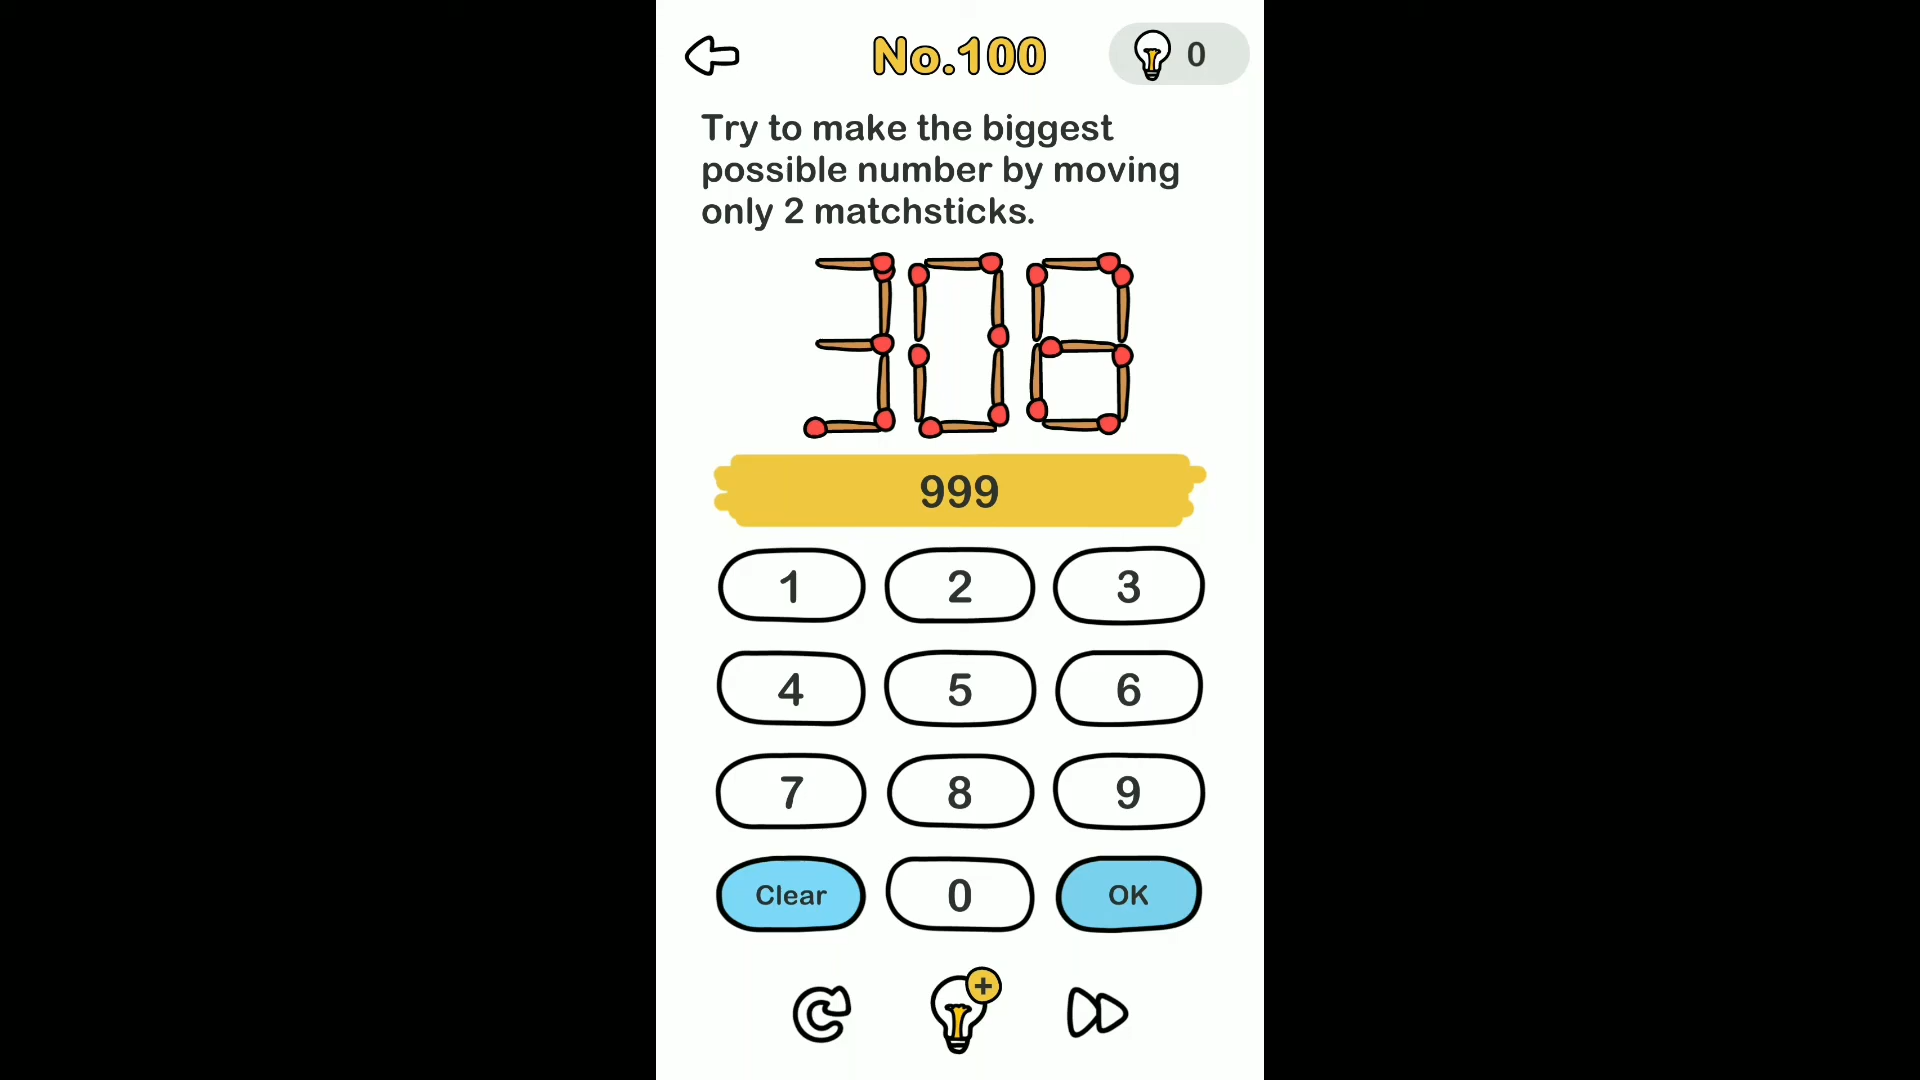 No.100
0
Try to make the biggest
possible number by moving
only 2 matchsticks.
308
999
1 2 3
4 5 6
7 8 9
Clear 0 OK
+